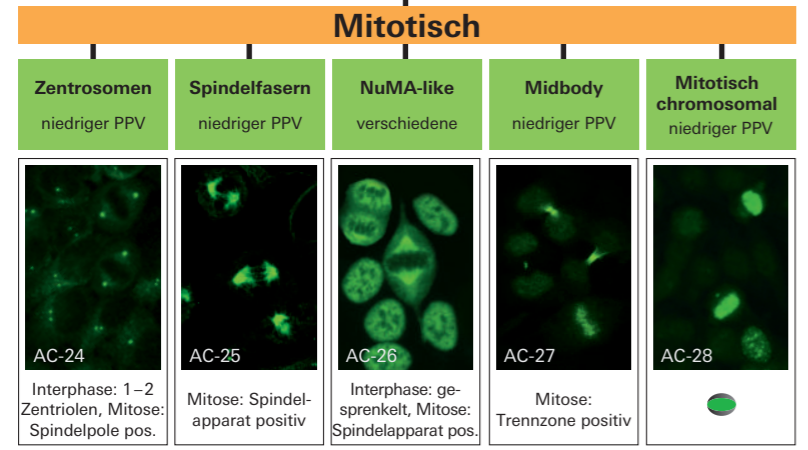 Mitotisch
Zentrosomen
niedriger PPV
Spindelfasern
niedriger PPV
NuMA-like
verschiedene
Midbody
niedriger PPV
Mitotisch
chromosomal
niedriger PPV
AC-24
AC-25
AC-26
AC-27
AC-28
Interphase: 1–2
Zentriolen, Mitose:
Spindelpole pos.
Mitose: Spindel-
apparat positiv
Interphase: ge-
sprenkelt, Mitose:
Spindelapparat pos.
Mitose:
Trennzone positiv